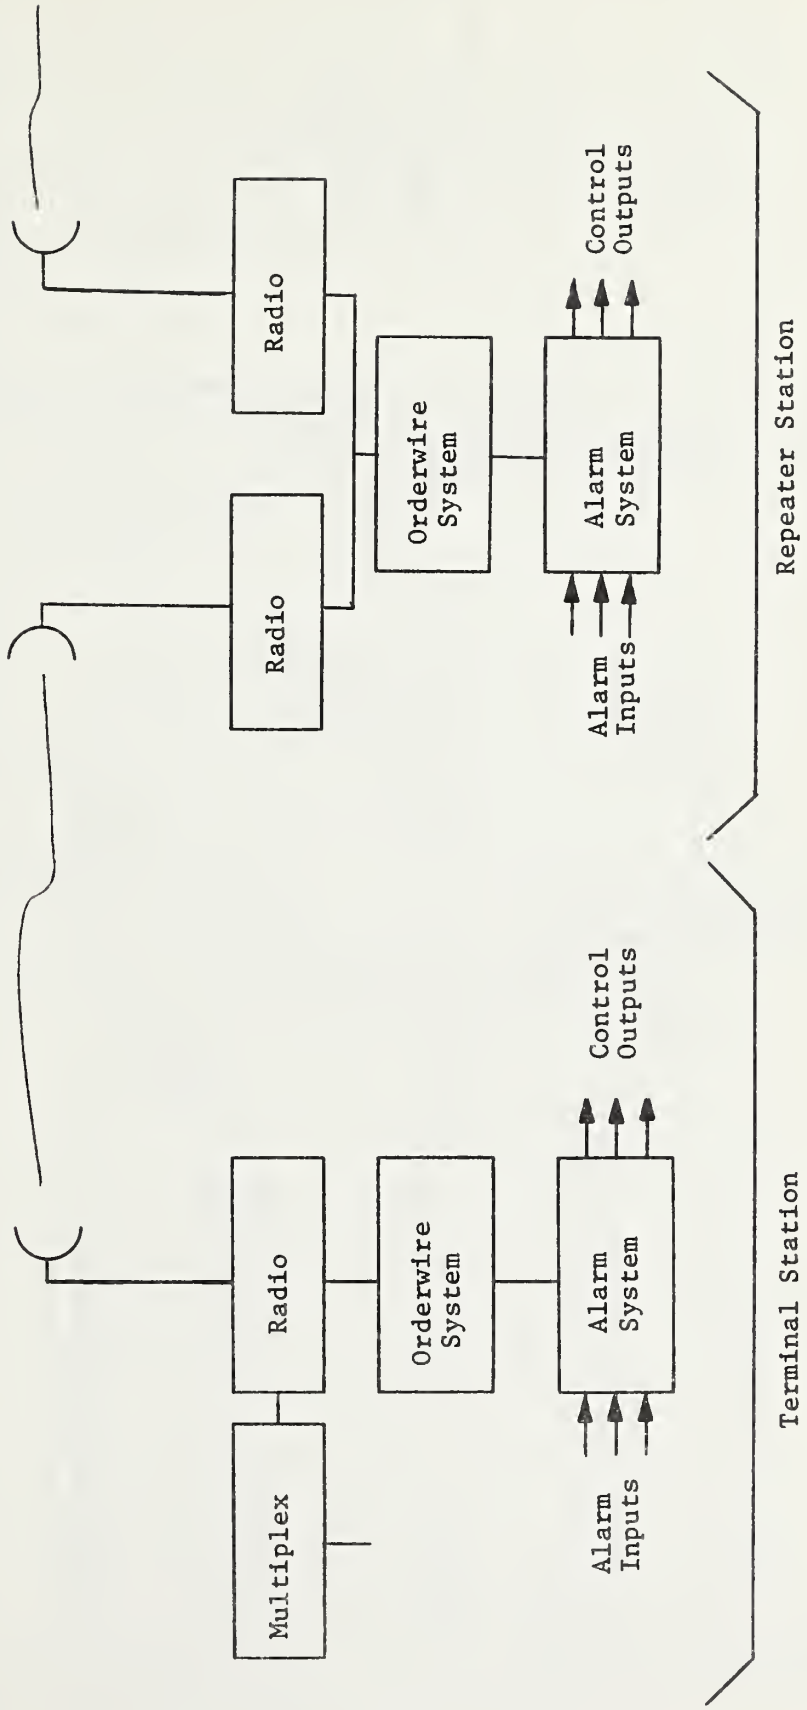 Multiplex
Radio
Orderwire
System
Alarm
Inputs
Alarm
System
Control
Outputs
Terminal Station
Radio
Radio
Orderwire
System
Alarm
Inputs
Alarm
System
Control
Outputs
Repeater Station